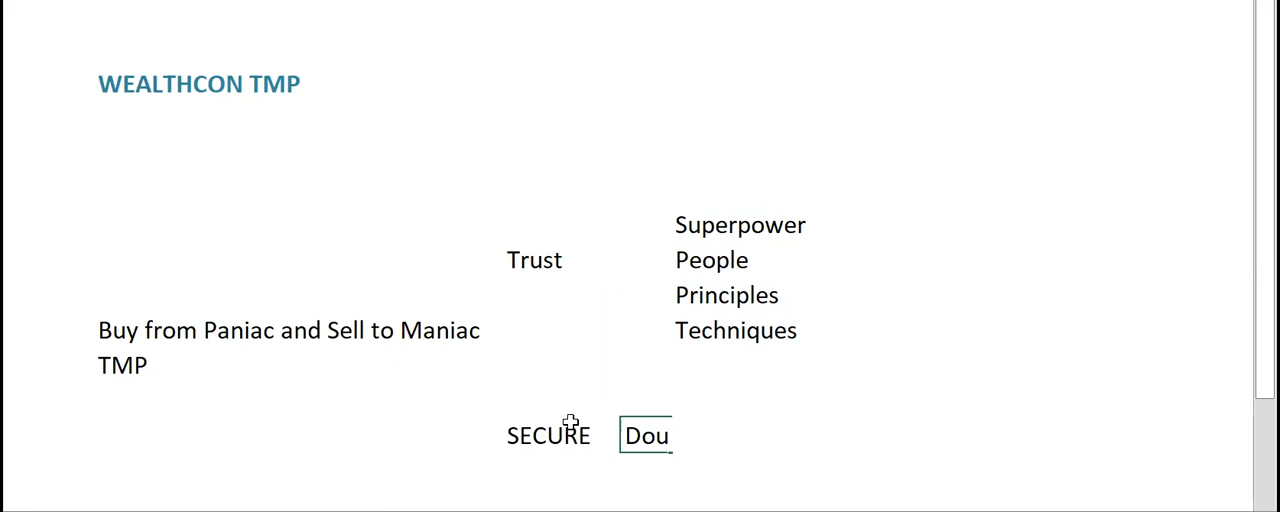 WEALTHCON TMP
Superpower
Trust People
Principles
Buy from Paniac and Sell to Maniac Techniques
TMP
SECURE Dou